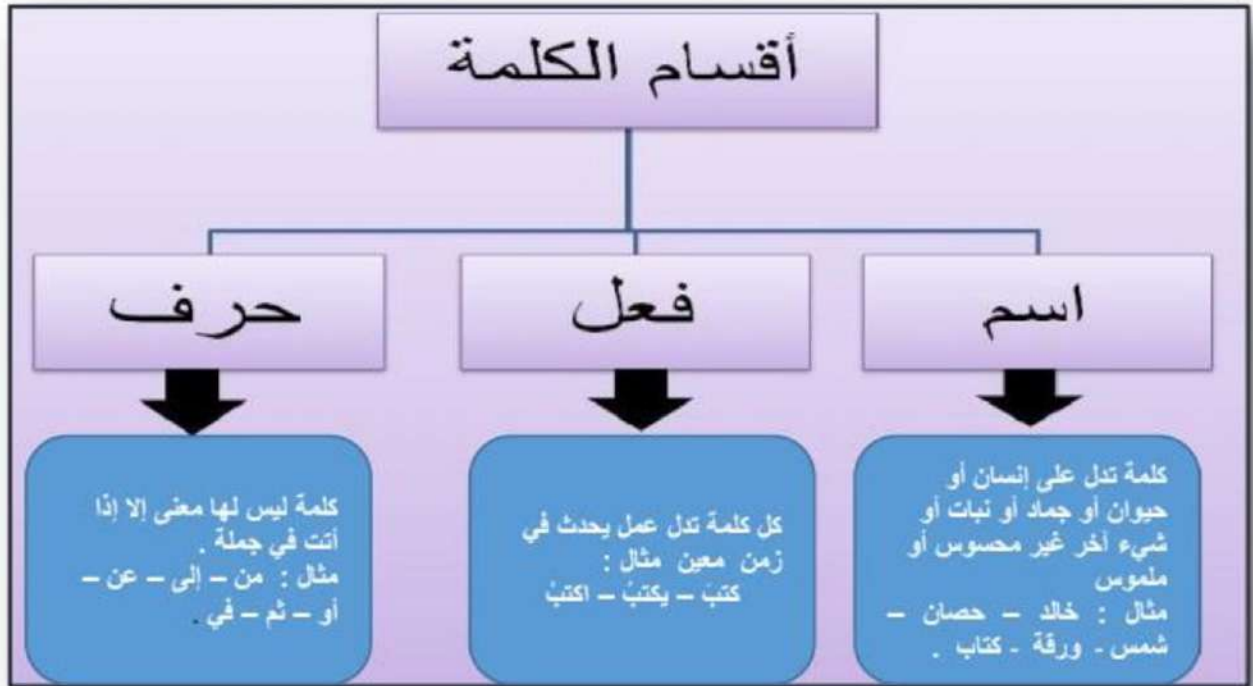 أقسام الكلمة
اسم
فعل
حرف
كلمة تدل على إنسان أو
حيوان أو جماد أو نبات أو
شيء آخر غير محسوس أو
ملموس
مثال : خالد – حصان –
شمس - ورقة - كتاب .
كل كلمة تدل عمل يحدث في
زمن معين مثال :
كتبَ – يكتبُ – اكتبْ
كلمة ليس لها معنى إلا إذا
أتت في جملة .
مثال : من – إلى – عن –
أو – ثم – في .